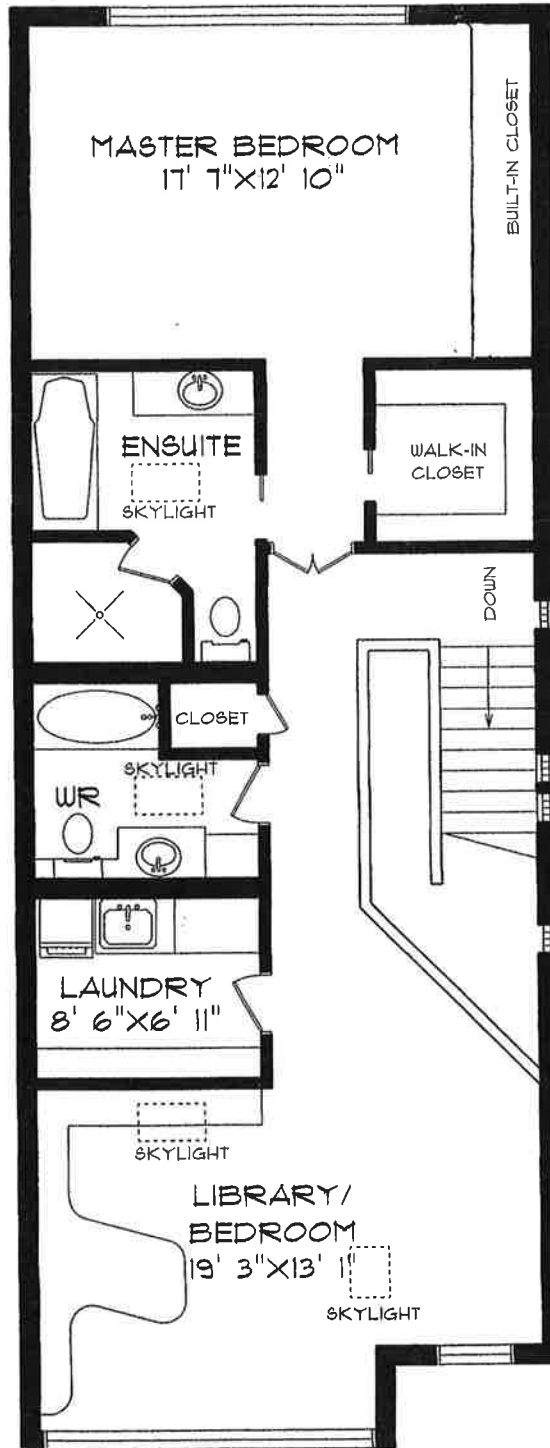 MASTER BEDROOM
17' 7"X12' 10"
BUILT-IN CLOSET
ENSUITE
SKYLIGHT
WALK-IN
CLOSET
DOWN
CLOSET
SKYLIGHT
WR
LAUNDRY
8' 6"X6' 11"
SKYLIGHT
LIBRARY/
BEDROOM
19' 3"X13' 1"
SKYLIGHT